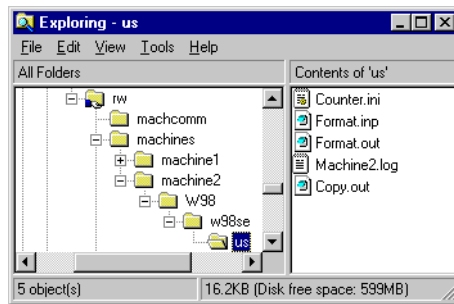 Exploring - us
File Edit View Tools Help
All Folders
Contents of 'us'
rw
machcomm
machines
machine1
machine2
W98
w98se
us
Counter.ini
Format.inp
Format.out
Machine2.log
Copy.out
5 object(s)
16.2KB (Disk free space: 599MB)